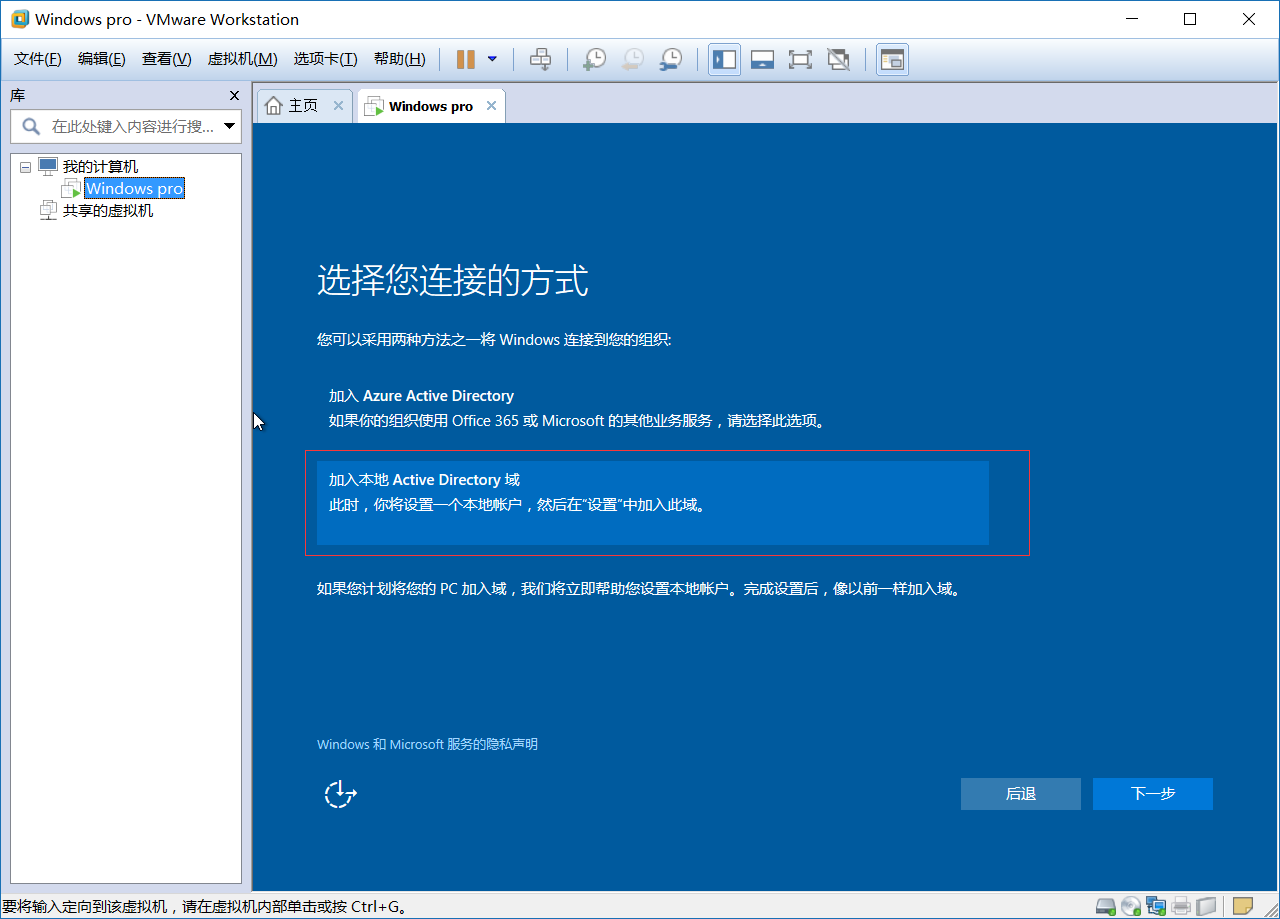 Windows pro - VMware Workstation
文件(F) 编辑(E) 查看(V) 虚拟机(M) 选项卡(T) 帮助(H)
库
在此处键入内容进行搜...
我的计算机
Windows pro
共享的虚拟机
主页
Windows pro
选择您连接的方式
您可以采用两种方法之一将 Windows 连接到您的组织:
加入 Azure Active Directory
如果你的组织使用 Office 365 或 Microsoft 的其他业务服务，请选择此选项。
加入本地 Active Directory 域
此时，你将设置一个本地帐户，然后在“设置”中加入此域。
如果您计划将您的 PC 加入域，我们将立即帮助您设置本地帐户。完成设置后，像以前一样加入域。
Windows 和 Microsoft 服务的隐私声明
后退
下一步
要将输入定向到该虚拟机，请在虚拟机内部单击或按 Ctrl+G。